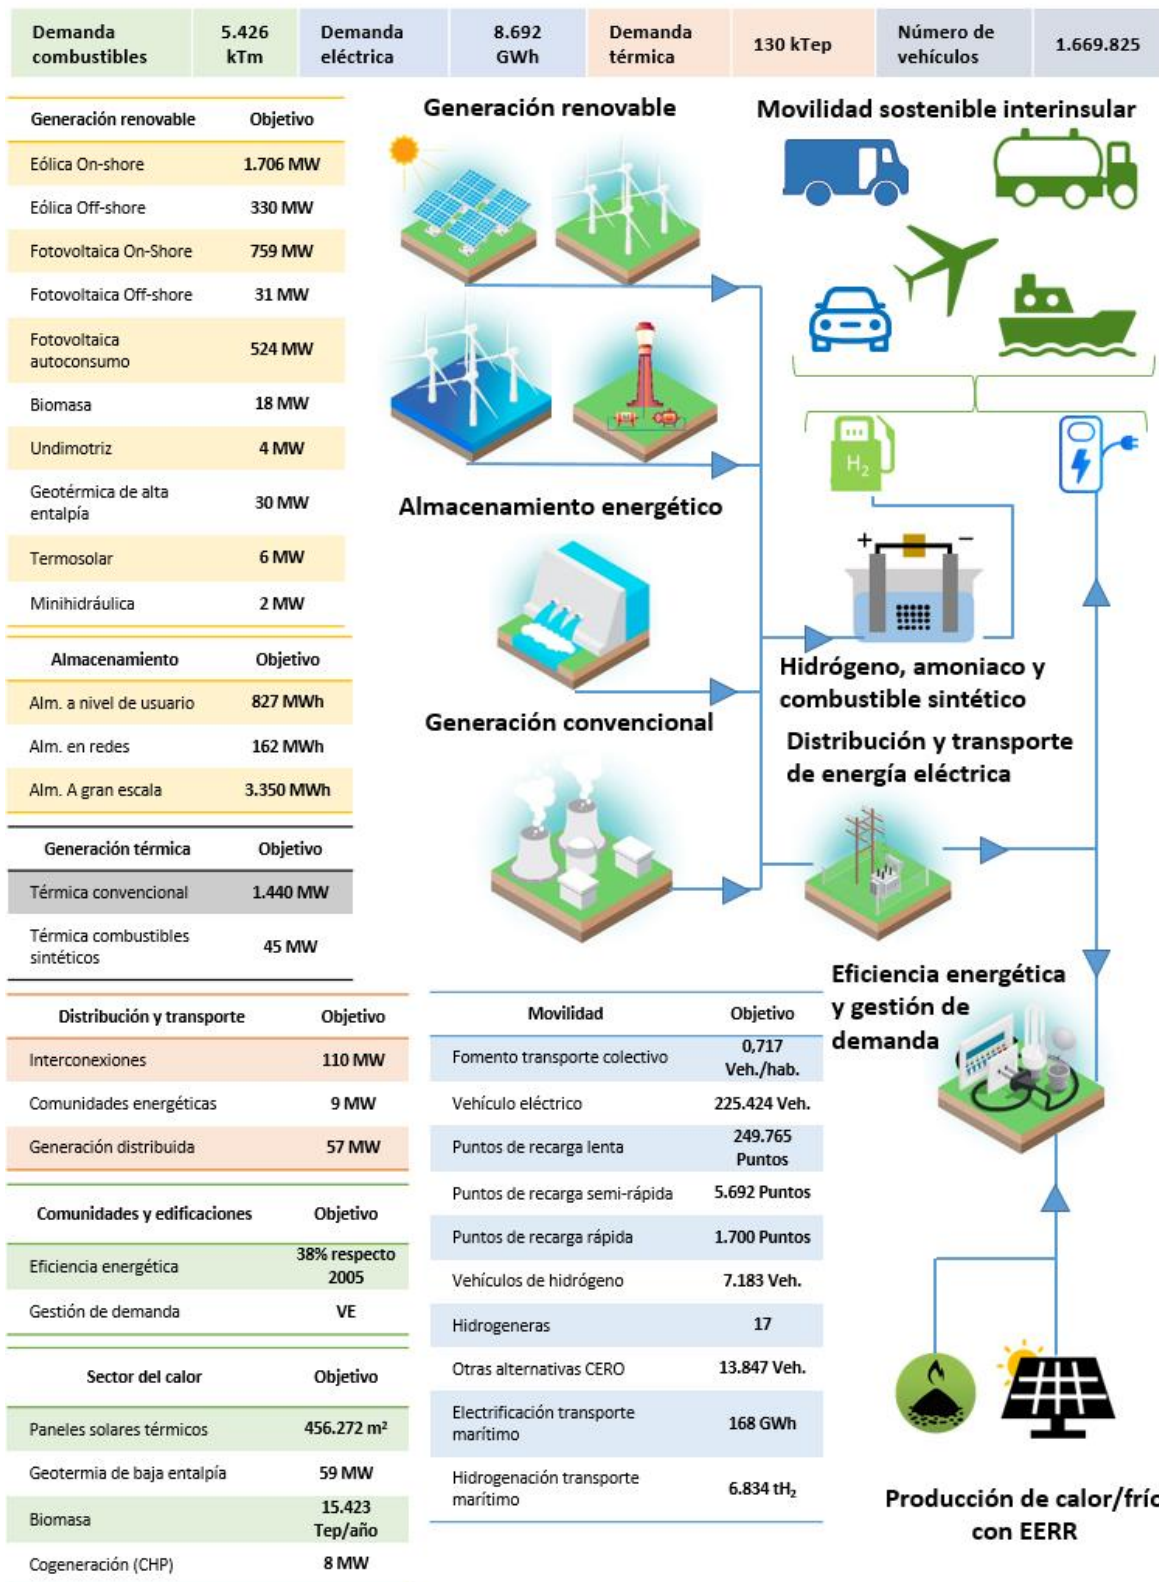 Demanda combustibles 5.426 kTm Demanda eléctrica 8.692 GWh Demanda térmica 130 kTep Número de vehículos 1.669.825
Generación renovable Objetivo
Eólica On-shore 1.706 MW
Eólica Off-shore 330 MW
Fotovoltaica On-Shore 759 MW
Fotovoltaica Off-shore 31 MW
Fotovoltaica autoconsumo 524 MW
Biomasa 18 MW
Undimotriz 4 MW
Geotérmica de alta entalpía 30 MW
Termosolar 6 MW
Minihidráulica 2 MW
Almacenamiento Objetivo
Alm. a nivel de usuario 827 MWh
Alm. en redes 162 MWh
Alm. A gran escala 3.350 MWh
Generación térmica Objetivo
Térmica convencional 1.440 MW
Térmica combustibles sintéticos 45 MW
Distribución y transporte Objetivo
Interconexiones 110 MW
Comunidades energéticas 9 MW
Generación distribuida 57 MW
Comunidades y edificaciones Objetivo
Eficiencia energética 38% respecto 2005
Gestión de demanda VE
Sector del calor Objetivo
Paneles solares térmicos 456.272 m²
Geotermia de baja entalpía 59 MW
Biomasa 15.423 Tep/año
Cogeneración (CHP) 8 MW
Generación renovable
Movilidad sostenible interinsular
H₂
Almacenamiento energético
+ −
Hidrógeno, amoniaco y
combustible sintético
Generación convencional
Distribución y transporte
de energía eléctrica
Eficiencia energética
y gestión de
demanda
Movilidad Objetivo
Fomento transporte colectivo 0,717 Veh./hab.
Vehículo eléctrico 225.424 Veh.
Puntos de recarga lenta 249.765 Puntos
Puntos de recarga semi-rápida 5.692 Puntos
Puntos de recarga rápida 1.700 Puntos
Vehículos de hidrógeno 7.183 Veh.
Hidrogeneras 17
Otras alternativas CERO 13.847 Veh.
Electrificación transporte marítimo 168 GWh
Hidrogenación transporte marítimo 6.834 tH₂
Producción de calor/frío
con EERR